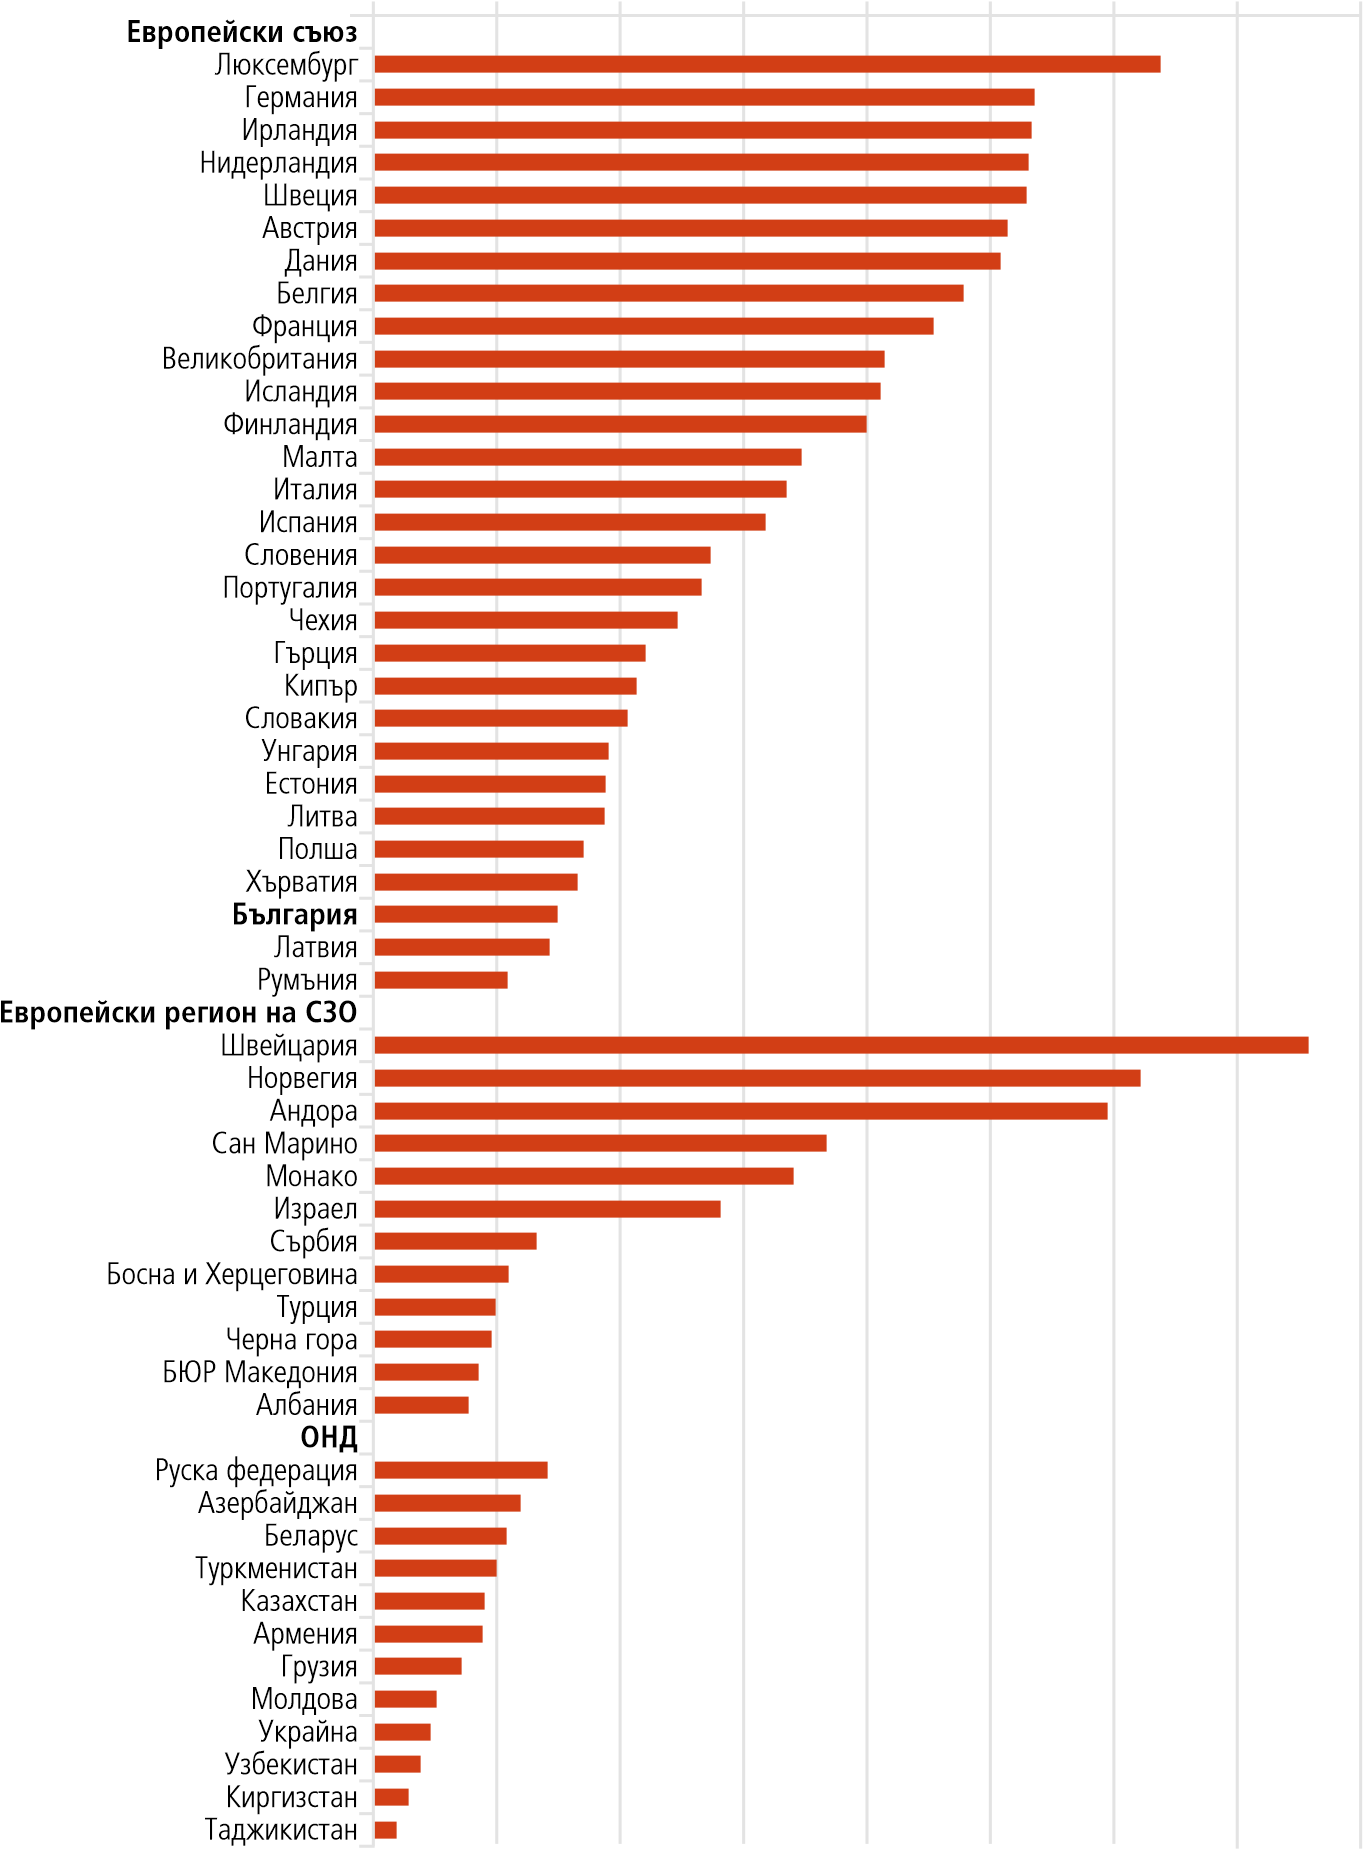 Европейски съюз
Люксембург
Германия
Ирландия
Нидерландия
Швеция
Австрия
Дания
Белгия
Франция
Великобритания
Исландия
Финландия
Малта
Италия
Испания
Словения
Португалия
Чехия
Гърция
Кипър
Словакия
Унгария
Естония
Литва
Полша
Хърватия
България
Латвия
Румъния
Европейски регион на СЗО
Швейцария
Норвегия
Андора
Сан Марино
Монако
Израел
Сърбия
Босна и Херцеговина
Турция
Черна гора
БЮР Македония
Албания
ОНД
Руска федерация
Азербайджан
Беларус
Туркменистан
Казахстан
Армения
Грузия
Молдова
Украйна
Узбекистан
Киргизстан
Таджикистан